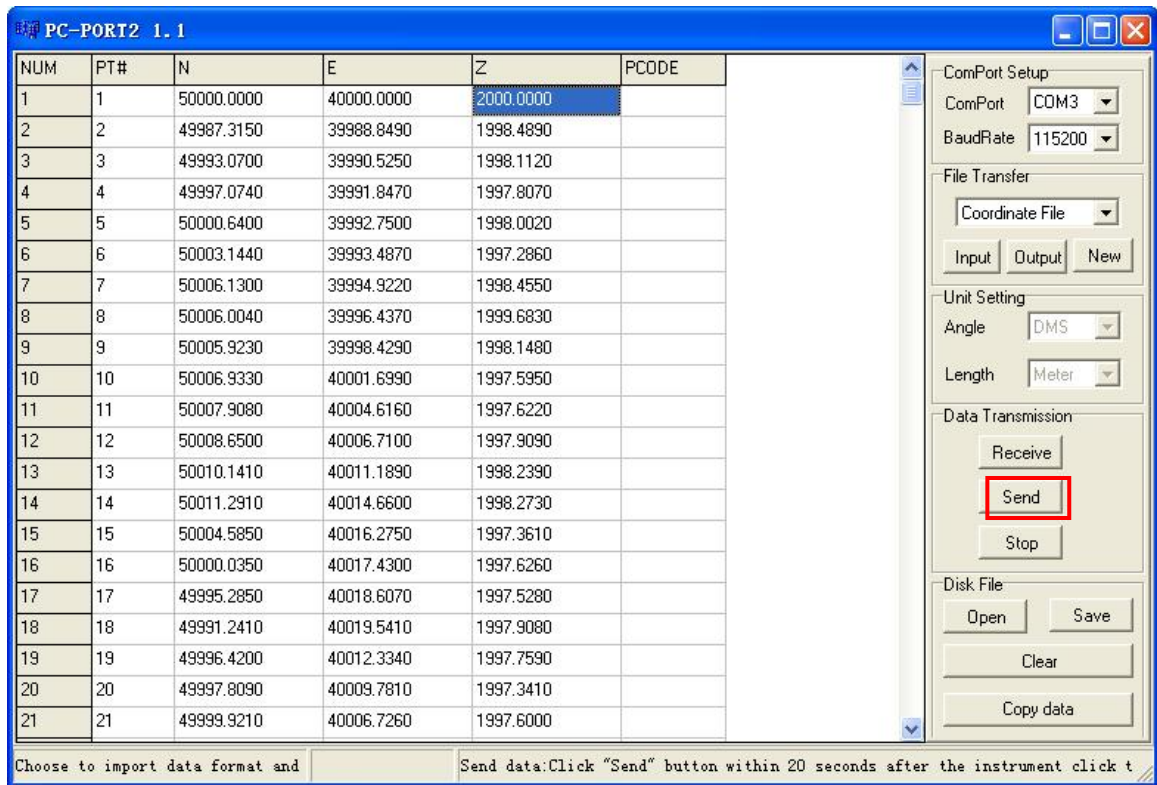 PC-PORT2 1.1
NUM PT# N E Z PCODE
1 1 50000.0000 40000.0000 2000.0000
2 2 49987.3150 39988.8490 1998.4890
3 3 49993.0700 39990.5250 1998.1120
4 4 49997.0740 39991.8470 1997.8070
5 5 50000.6400 39992.7500 1998.0020
6 6 50003.1440 39993.4870 1997.2860
7 7 50006.1300 39994.9220 1998.4550
8 8 50006.0040 39996.4370 1999.6830
9 9 50005.9230 39998.4290 1998.1480
10 10 50006.9330 40001.6990 1997.5950
11 11 50007.9080 40004.6160 1997.6220
12 12 50008.6500 40006.7100 1997.9090
13 13 50010.1410 40011.1890 1998.2390
14 14 50011.2910 40014.6600 1998.2730
15 15 50004.5850 40016.2750 1997.3610
16 16 50000.0350 40017.4300 1997.6260
17 17 49995.2850 40018.6070 1997.5280
18 18 49991.2410 40019.5410 1997.9080
19 19 49996.4200 40012.3340 1997.7590
20 20 49997.8090 40009.7810 1997.3410
21 21 49999.9210 40006.7260 1997.6000
ComPort Setup
ComPort COM3
BaudRate 115200
File Transfer
Coordinate File
Input Output New
Unit Setting
Angle DMS
Length Meter
Data Transmission
Receive
Send
Stop
Disk File
Open Save
Clear
Copy data
Choose to import data format and Send data:Click "Send" button within 20 seconds after the instrument click t